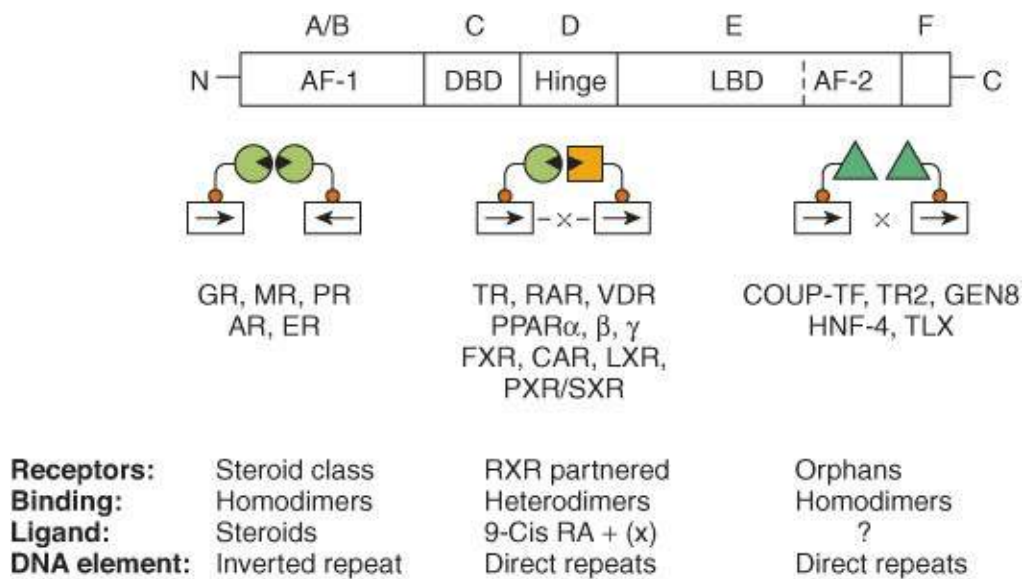 A/B C D E F
N AF-1 DBD Hinge LBD AF-2 C
× ×
GR, MR, PR TR, RAR, VDR COUP-TF, TR2, GEN8
AR, ER PPARα, β, γ HNF-4, TLX
FXR, CAR, LXR,
PXR/SXR
Receptors: Steroid class RXR partnered Orphans
Binding: Homodimers Heterodimers Homodimers
Ligand: Steroids 9-Cis RA + (x) ?
DNA element: Inverted repeat Direct repeats Direct repeats